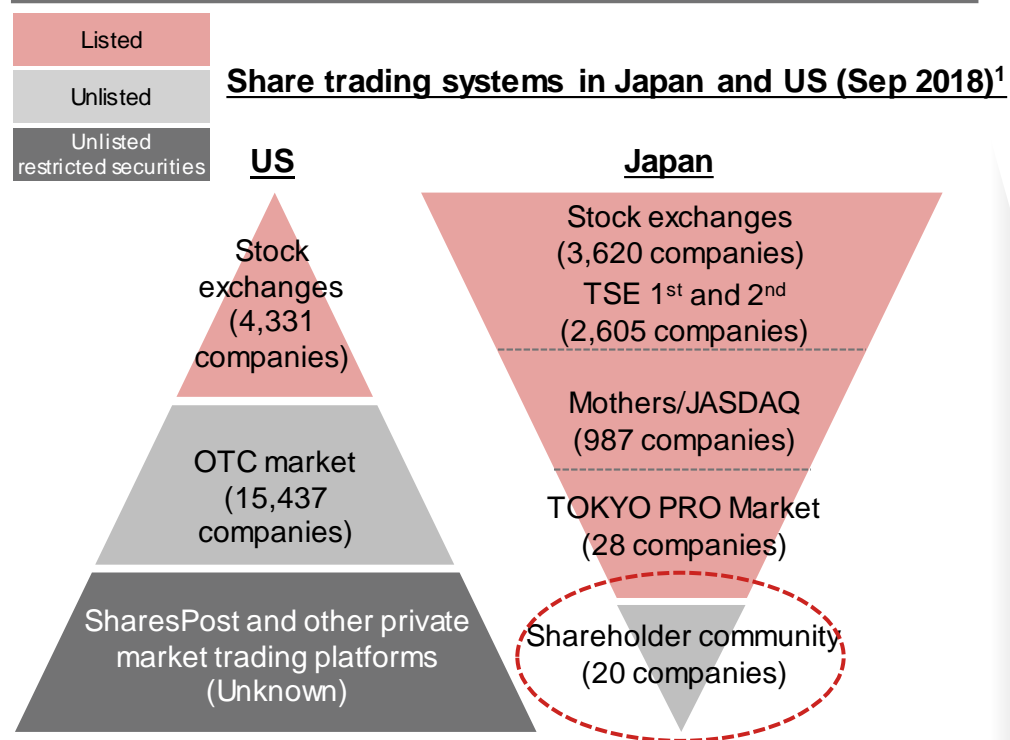 Listed
Unlisted
Unlisted
restricted securities
Share trading systems in Japan and US (Sep 2018)1
US
Stock
exchanges
(4,331
companies)
OTC market
(15,437
companies)
SharesPost and other private
market trading platforms
(Unknown)
Japan
Stock exchanges
(3,620 companies)
TSE 1st and 2nd
(2,605 companies)
Mothers/JASDAQ
(987 companies)
TOKYO PRO Market
(28 companies)
Shareholder community
(20 companies)